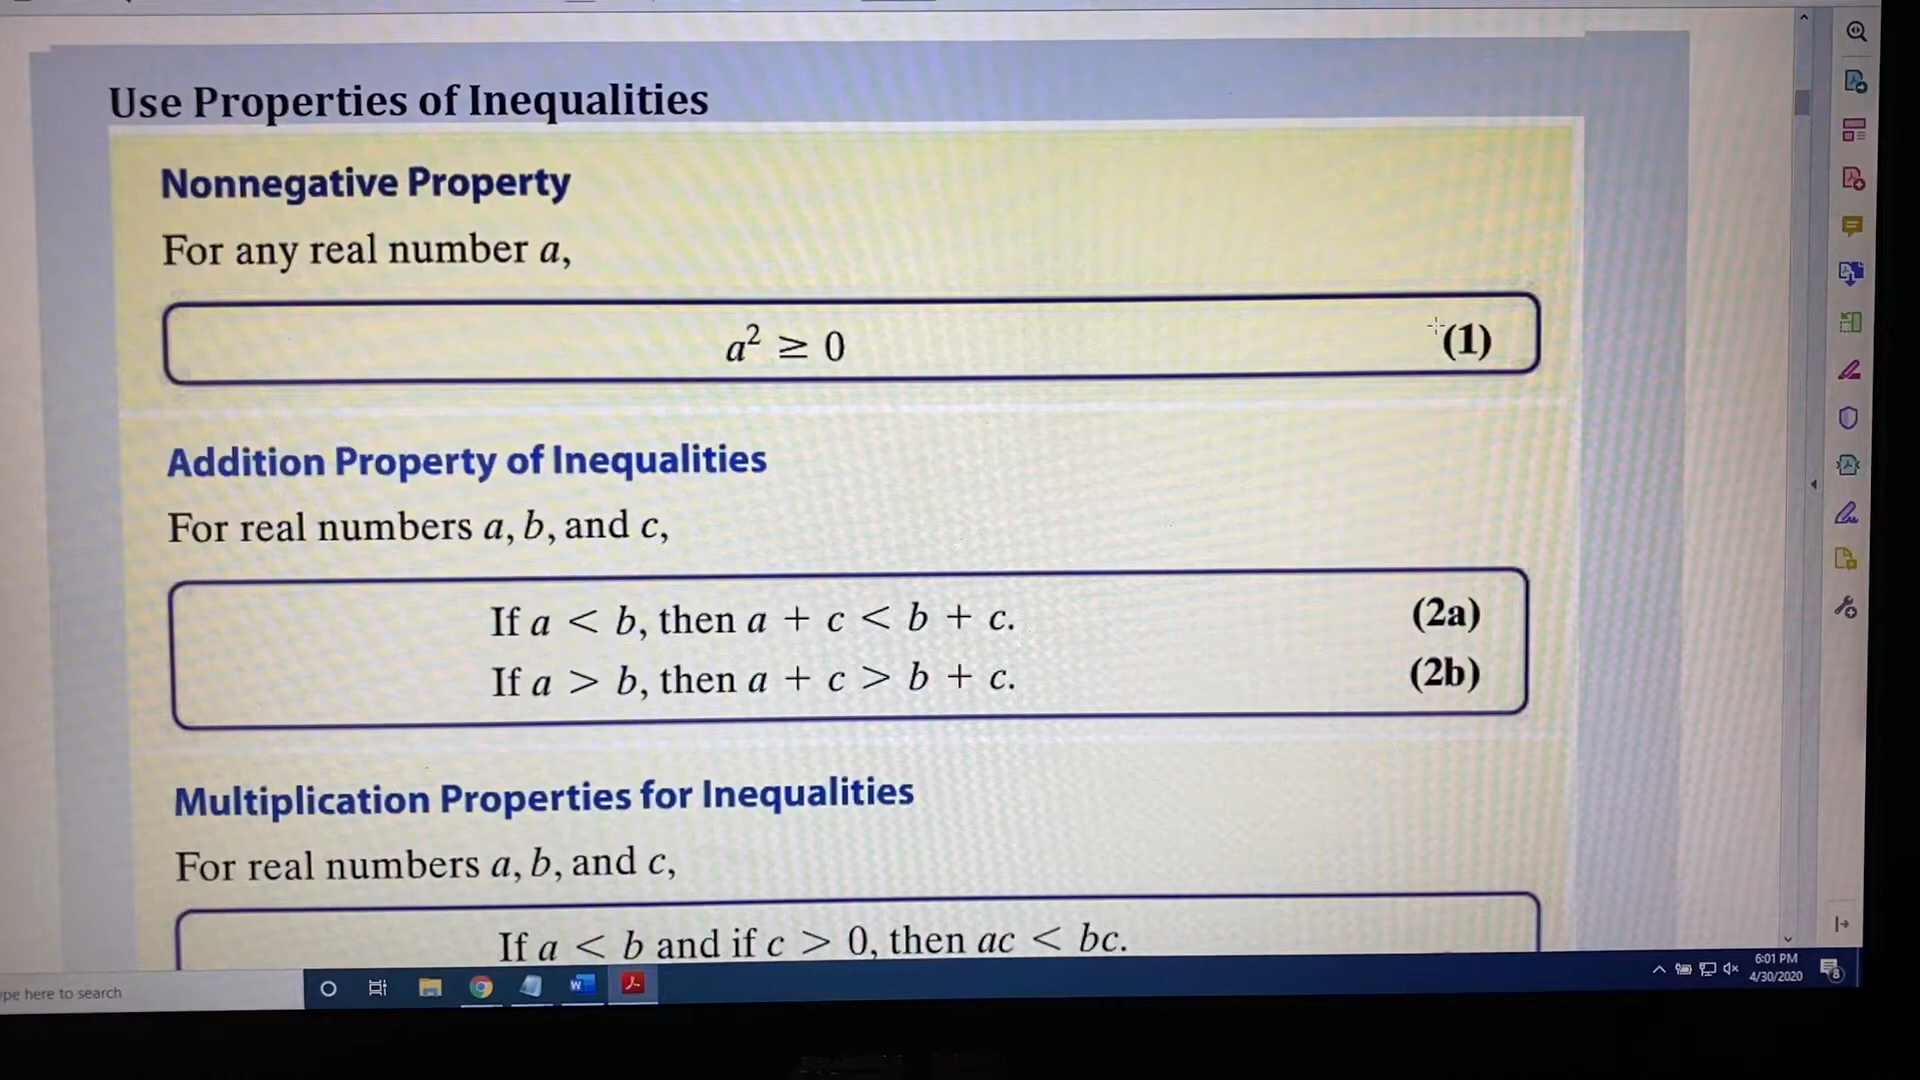 Use Properties of Inequalities
Nonnegative Property
For any real number a,
a² ≥ 0 (1)
Addition Property of Inequalities
For real numbers a, b, and c,
If a < b, then a + c < b + c. (2a)
If a > b, then a + c > b + c. (2b)
Multiplication Properties for Inequalities
For real numbers a, b, and c,
If a < b and if c > 0, then ac < bc.
6:01 PM
pe here to search
4/30/2020
8